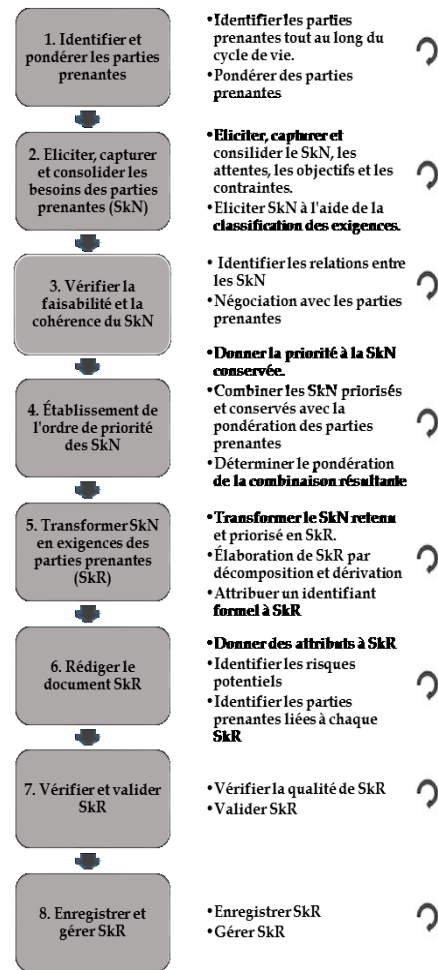 1. Identifier et
pondérer les parties
prenantes
•Identifier les parties
prenantes tout au long du
cycle de vie.
•Pondérer des parties
prenantes
2. Eliciter, capturer
et consolider les
besoins des parties
prenantes (SkN)
•Eliciter, capturer et
consilider le SkN, les
attentes, les objectifs et les
contraintes.
•Eliciter SkN à l'aide de la
classification des exigences.
3. Vérifier la
faisabilité et la
cohérence du SkN
• Identifier les relations entre
les SkN
•Négociation avec les parties
prenantes
4. Établissement de
l'ordre de priorité
des SkN
•Donner la priorité à la SkN
conservée.
•Combiner les SkN priorisés
et conservés avec la
pondération des parties
prenantes
•Déterminer le pondération
de la combinaison résultante
5. Transformer SkN
en exigences des
parties prenantes
(SkR)
•Transformer le SkN retenu
et priorisé en SkR.
•Élaboration de SkR par
décomposition et dérivation
•Attribuer un identifiant
formel à SkR
6. Rédiger le
document SkR
•Donner des attributs à SkR
•Identifier les risques
potentiels
•Identifier les parties
prenantes liées à chaque
SkR
7. Vérifier et valider
SkR
•Vérifier la qualité de SkR
•Valider SkR
8. Enregistrer et
gérer SkR
•Enregistrer SkR
•Gérer SkR